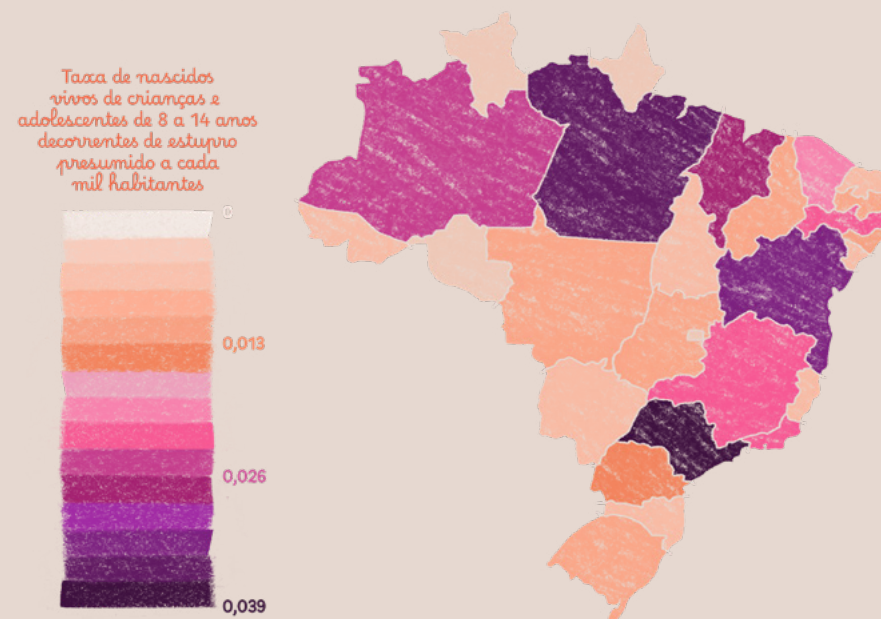 Taxa de nascidos
vivos de crianças e
adolescentes de 8 a 14 anos
decorrentes de estupro
presumido a cada
mil habitantes
0
0,013
0,026
0,039